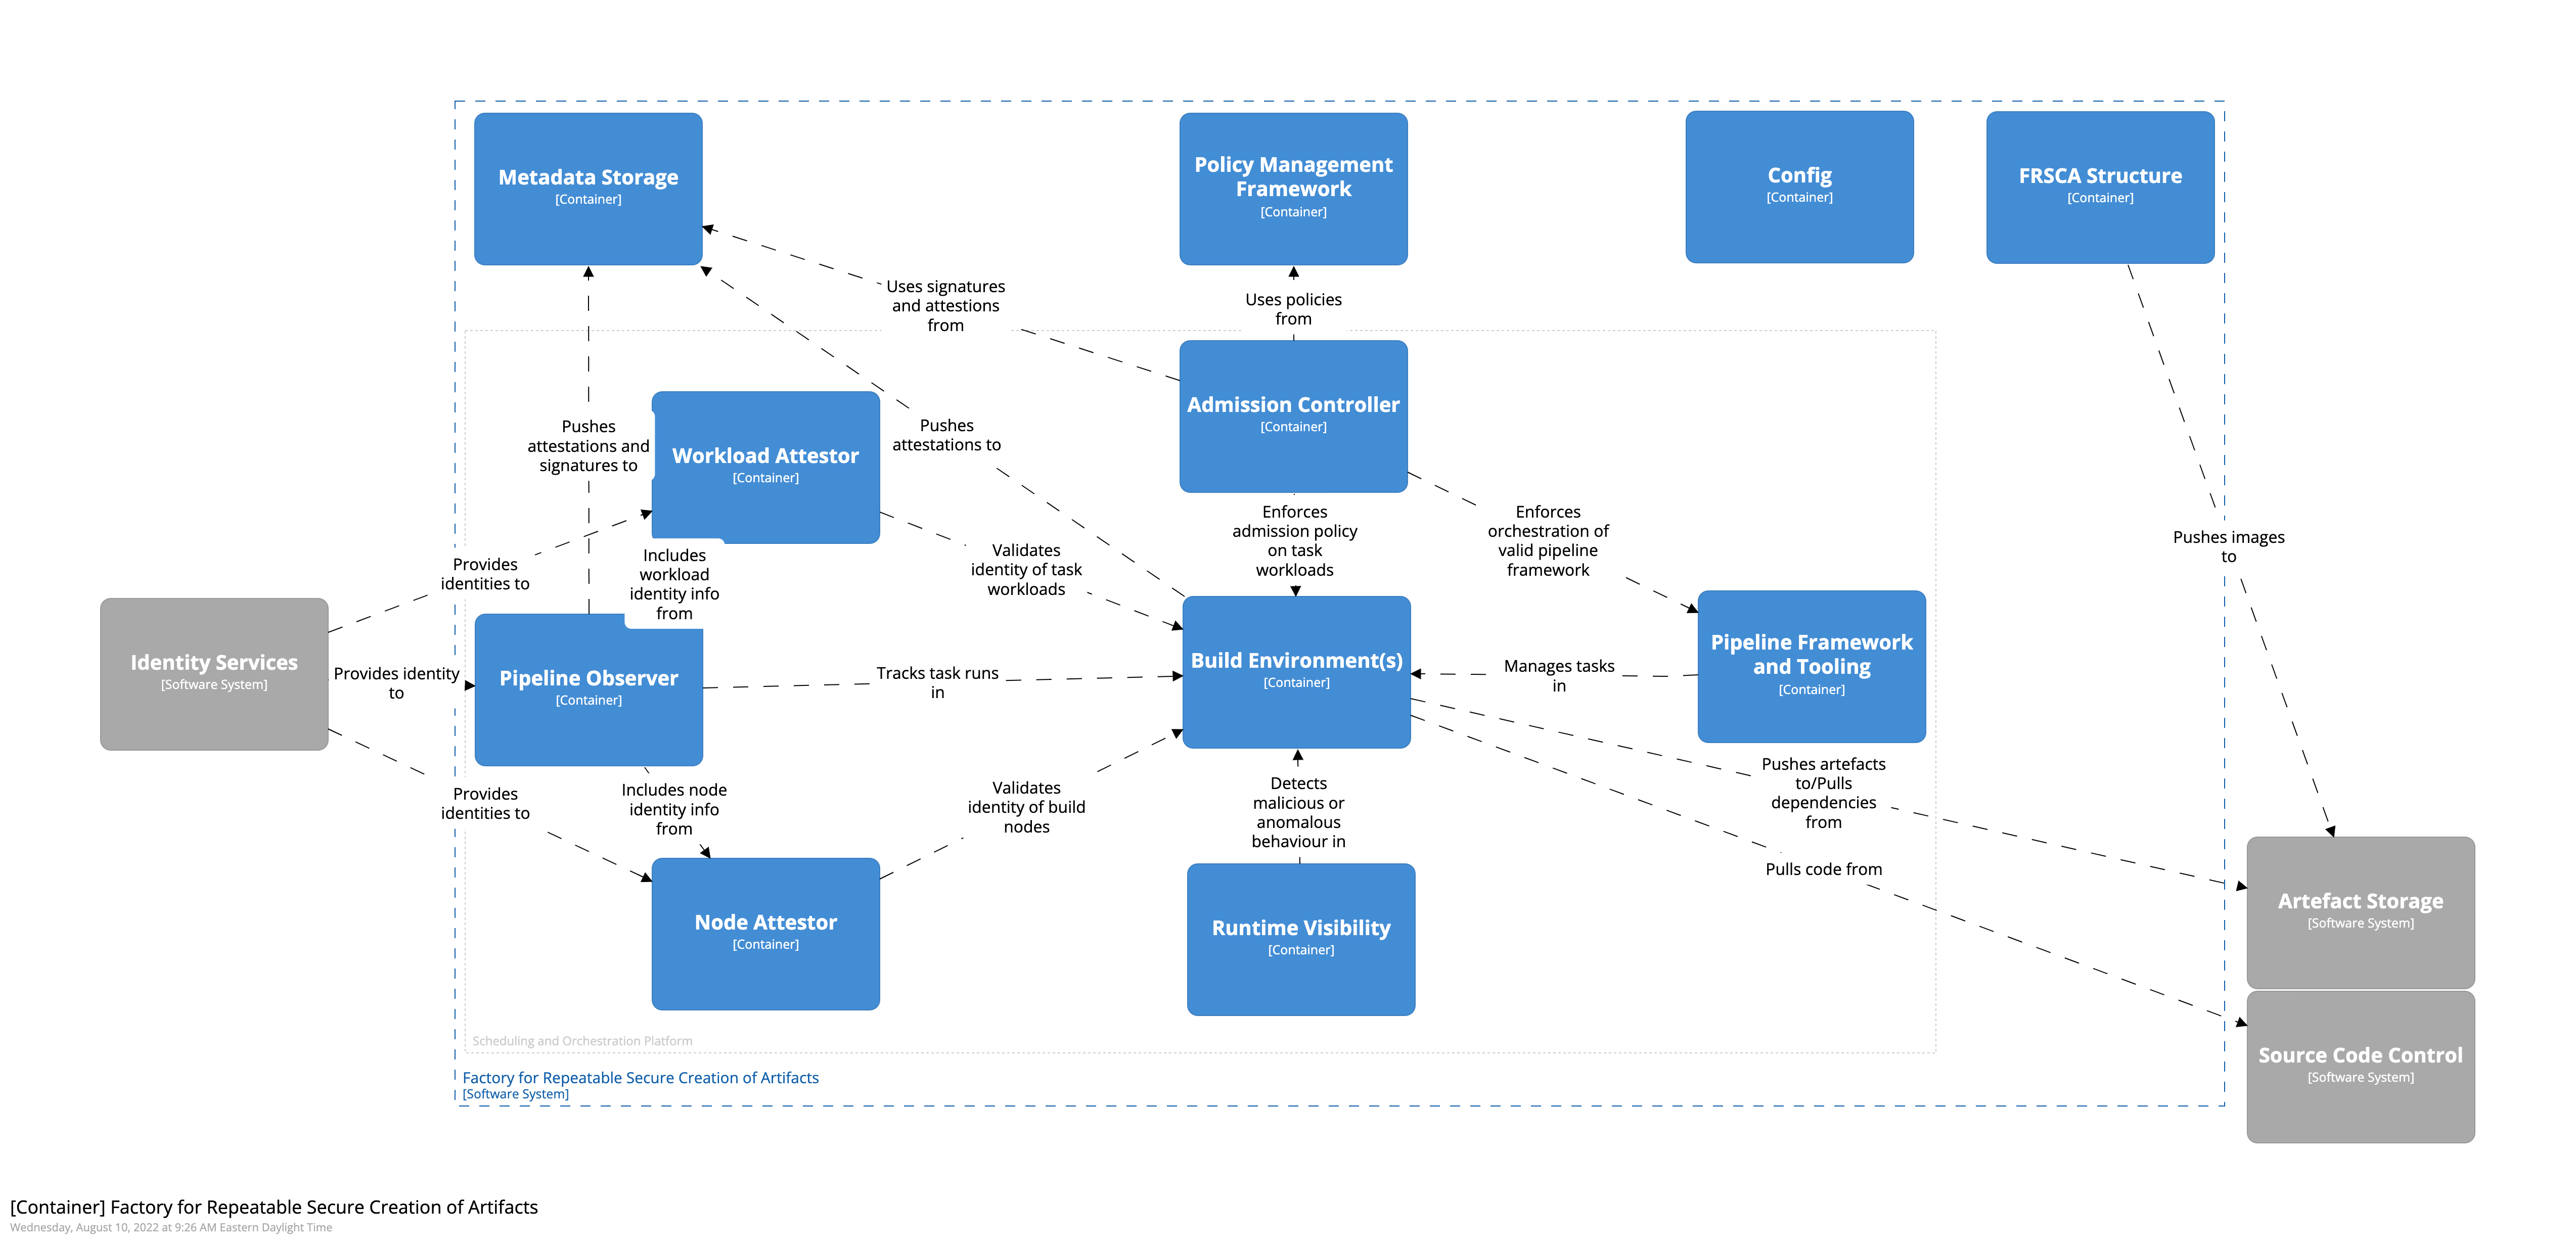 Metadata Storage
[Container]
Policy Management
Framework
[Container]
Config
[Container]
FRSCA Structure
[Container]
Uses signatures
and attestions
from
Uses policies
from
Pushes
attestations and
signatures to
Workload Attestor
[Container]
Pushes
attestations to
Admission Controller
[Container]
Provides
identities to
Includes
workload
identity info
from
Validates
identity of task
workloads
Enforces
admission policy
on task
workloads
Enforces
orchestration of
valid pipeline
framework
Pushes images
to
Identity Services
[Software System]
Provides identity
to
Pipeline Observer
[Container]
Tracks task runs
in
Build Environment(s)
[Container]
Manages tasks
in
Pipeline Framework
and Tooling
[Container]
Provides
identities to
Includes node
identity info
from
Validates
identity of build
nodes
Detects
malicious or
anomalous
behaviour in
Pushes artefacts
to/Pulls
dependencies
from
Pulls code from
Node Attestor
[Container]
Runtime Visibility
[Container]
Artefact Storage
[Software System]
Source Code Control
[Software System]
Scheduling and Orchestration Platform
Factory for Repeatable Secure Creation of Artifacts
[Software System]
[Container] Factory for Repeatable Secure Creation of Artifacts
Wednesday, August 10, 2022 at 9:26 AM Eastern Daylight Time